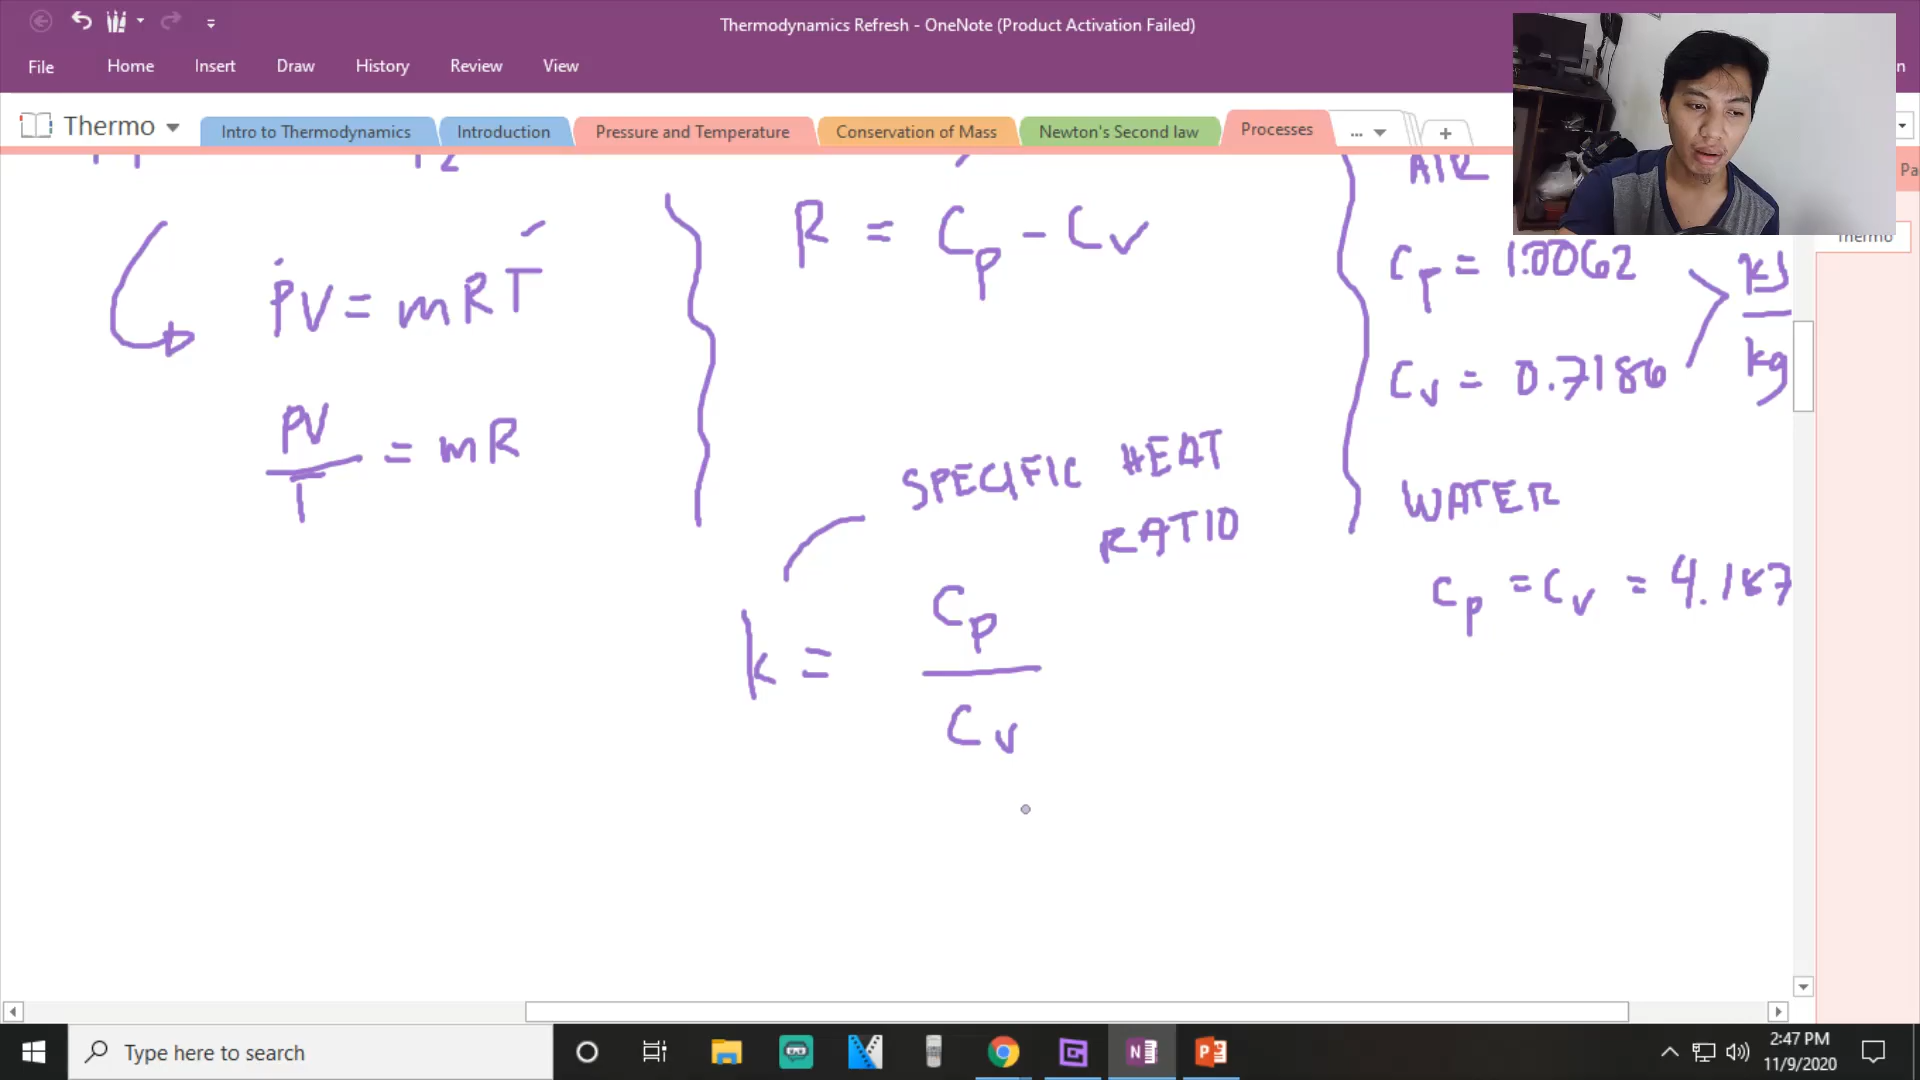 Thermodynamics Refresh - OneNote (Product Activation Failed)
File Home Insert Draw History Review View
Thermo
Intro to Thermodynamics
Introduction
Pressure and Temperature
Conservation of Mass
Newton's Second law
Processes
...
+
Pa
Thermo
AIR
PV = mRT
PV/T = mR
R = Cp - Cv
SPECIFIC HEAT
RATIO
k = Cp/Cv
Cp = 1.0062
Cv = 0.7186
kJ
kg
WATER
Cp = Cv = 4.187
Type here to search
2:47 PM
11/9/2020